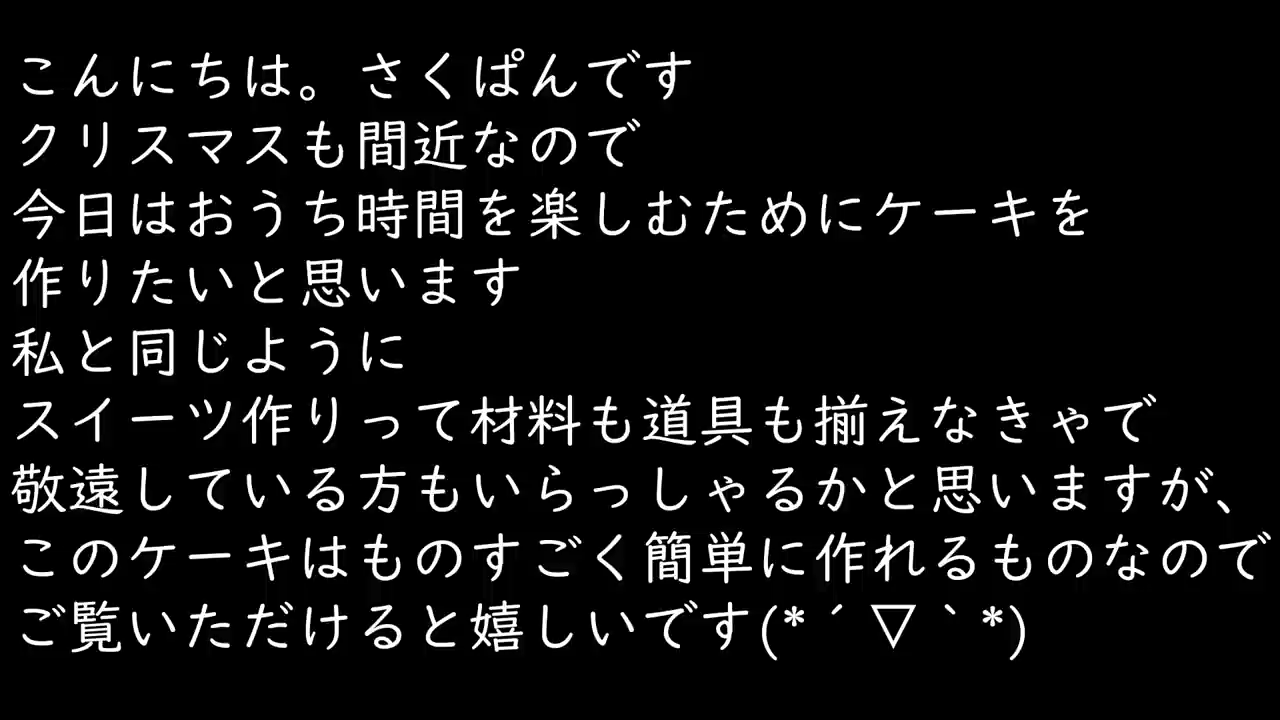 こんにちは。さくぱんです
クリスマスも間近なので
今日はおうち時間を楽しむためにケーキを
作りたいと思います
私と同じように
スイーツ作りって材料も道具も揃えなきゃで
敬遠している方もいらっしゃるかと思いますが、
このケーキはものすごく簡単に作れるものなので
ご覧いただけると嬉しいです(*´▽`*)